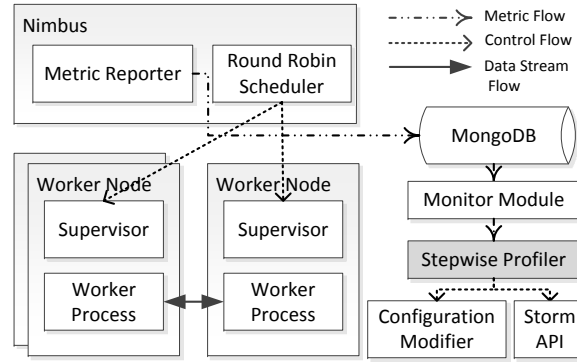 Nimbus
Metric Reporter
Round Robin
Scheduler
Metric Flow
Control Flow
Data Stream
Flow
MongoDB
Worker Node
Supervisor
Worker
Process
Worker Node
Supervisor
Worker
Process
Monitor Module
Stepwise Profiler
Configuration
Modifier
Storm
API